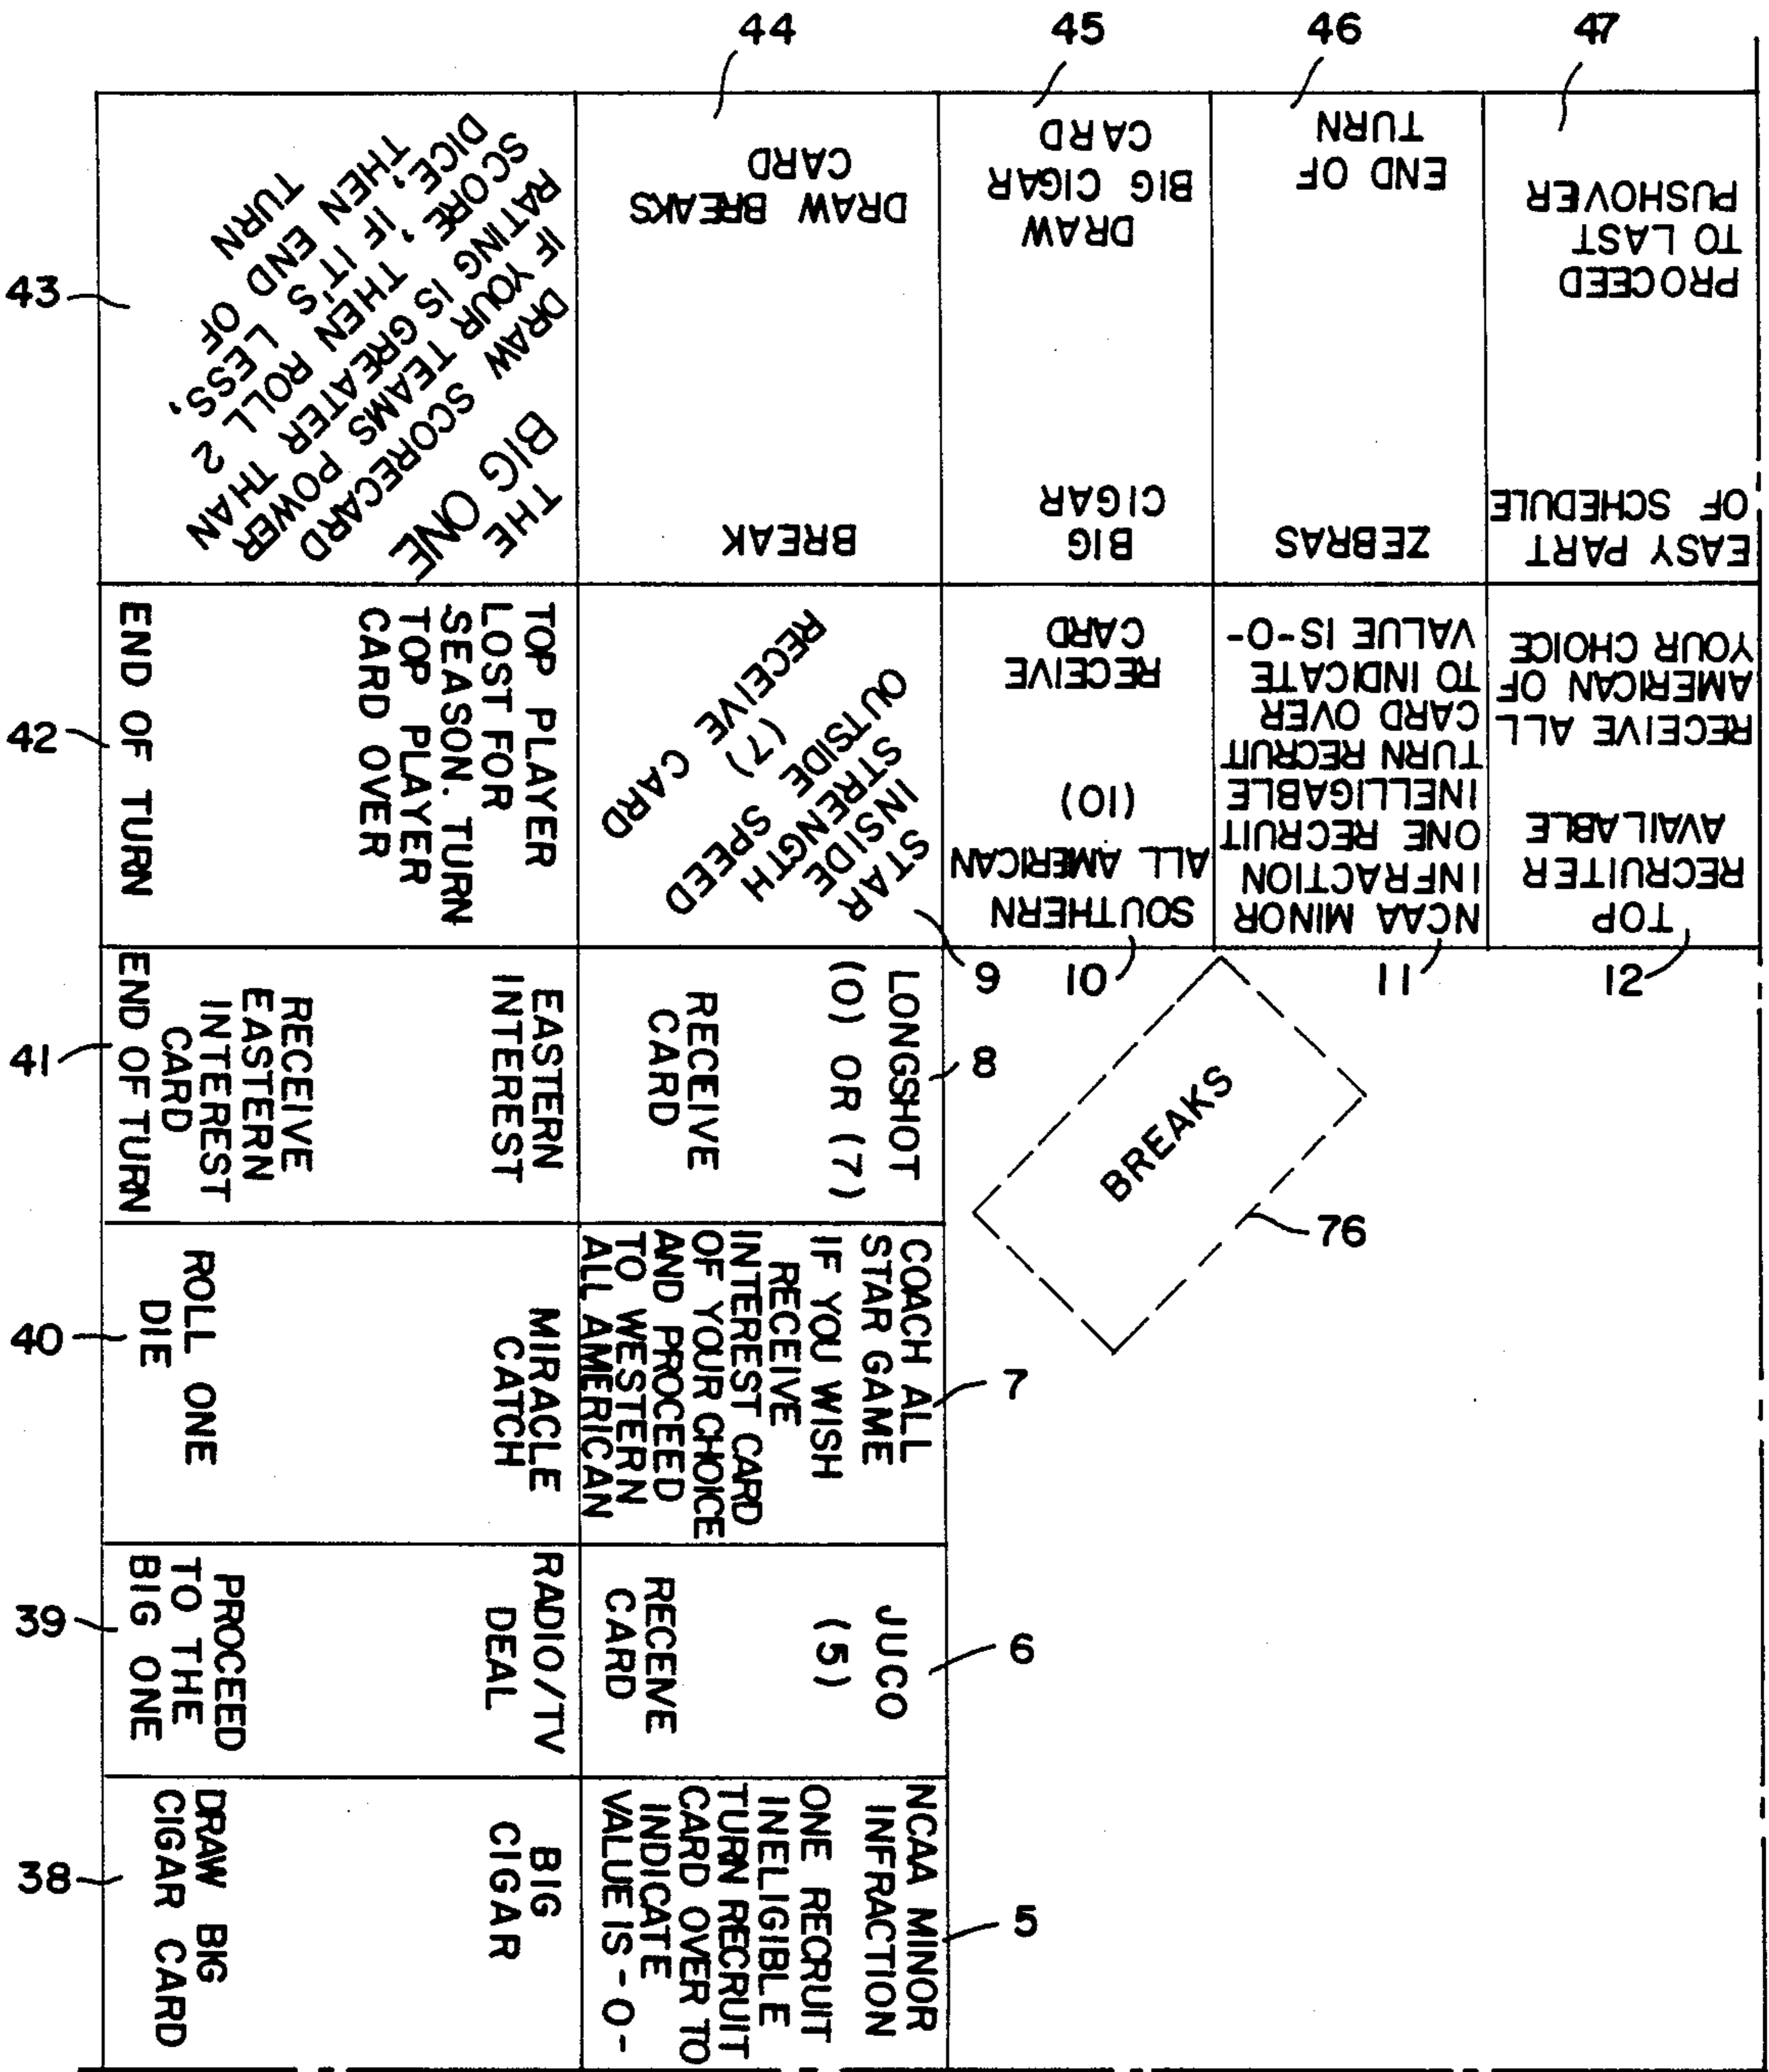 44
45
46
47
43
42
41
40
39
38
THE
BIG ONE
DRAW SCORECARD
IF YOUR TEAMS POWER
RATING IS GREATER THAN
SCORE, THEN ROLL 2
DICE, IF IT'S LESS,
THEN END OF
TURN
BREAK
DRAW BREAKS
CARD
BIG
CIGAR
DRAW
BIG CIGAR
CARD
ZEBRAS
END OF
TURN
EASY PART
OF SCHEDULE
PROCEED
TO LAST
PUSHOVER
TOP PLAYER
LOST FOR
SEASON. TURN
TOP PLAYER
CARD OVER
END OF TURN
STAR
INSIDE
STRENGTH
OUTSIDE SPEED
(7)
RECEIVE CARD
9
SOUTHERN
ALL AMERICAN
(10)
RECEIVE
CARD
10
NCAA MINOR
INFRACTION
ONE RECRUIT
INELLIGABLE
TURN RECRUIT
CARD OVER
TO INDICATE
VALUE IS-0-
11
TOP
RECRUITER
AVAILABLE
RECEIVE ALL
AMERICAN OF
YOUR CHOICE
12
EASTERN
INTEREST
RECEIVE
EASTERN
INTEREST
CARD
END OF TURN
LONGSHOT
(0) OR (7)
RECEIVE
CARD
8
BREAKS
76
MIRACLE
CATCH
ROLL ONE
DIE
COACH ALL
STAR GAME
IF YOU WISH
RECEIVE
INTEREST CARD
OF YOUR CHOICE
AND PROCEED
TO WESTERN
ALL AMERICAN
7
RADIO/TV
DEAL
PROCEED
TO THE
BIG ONE
JUCO
(5)
RECEIVE
CARD
6
BIG
CIGAR
DRAW BIG
CIGAR CARD
NCAA MINOR
INFRACTION
ONE RECRUIT
INELIGIBLE
TURN RECRUIT
CARD OVER TO
INDICATE
VALUE IS -0-
5